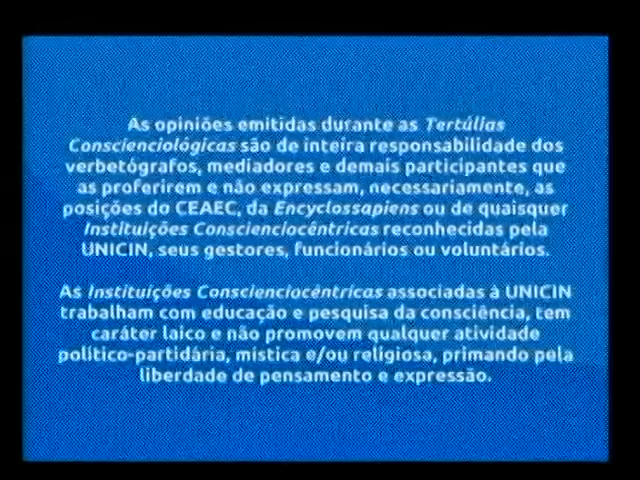 As opiniões emitidas durante as Tertúlias
Conscienciológicas são de inteira responsabilidade dos
verbetógrafos, mediadores e demais participantes que
as proferirem e não expressam, necessariamente, as
posições do CEAEC, da Encyclossapiens ou de quaisquer
Instituições Conscienciocêntricas reconhecidas pela
UNICIN, seus gestores, funcionários ou voluntários.
As Instituições Conscienciocêntricas associadas à UNICIN
trabalham com educação e pesquisa da consciência, tem
caráter laico e não promovem qualquer atividade
político-partidária, mística e/ou religiosa, primando pela
liberdade de pensamento e expressão.